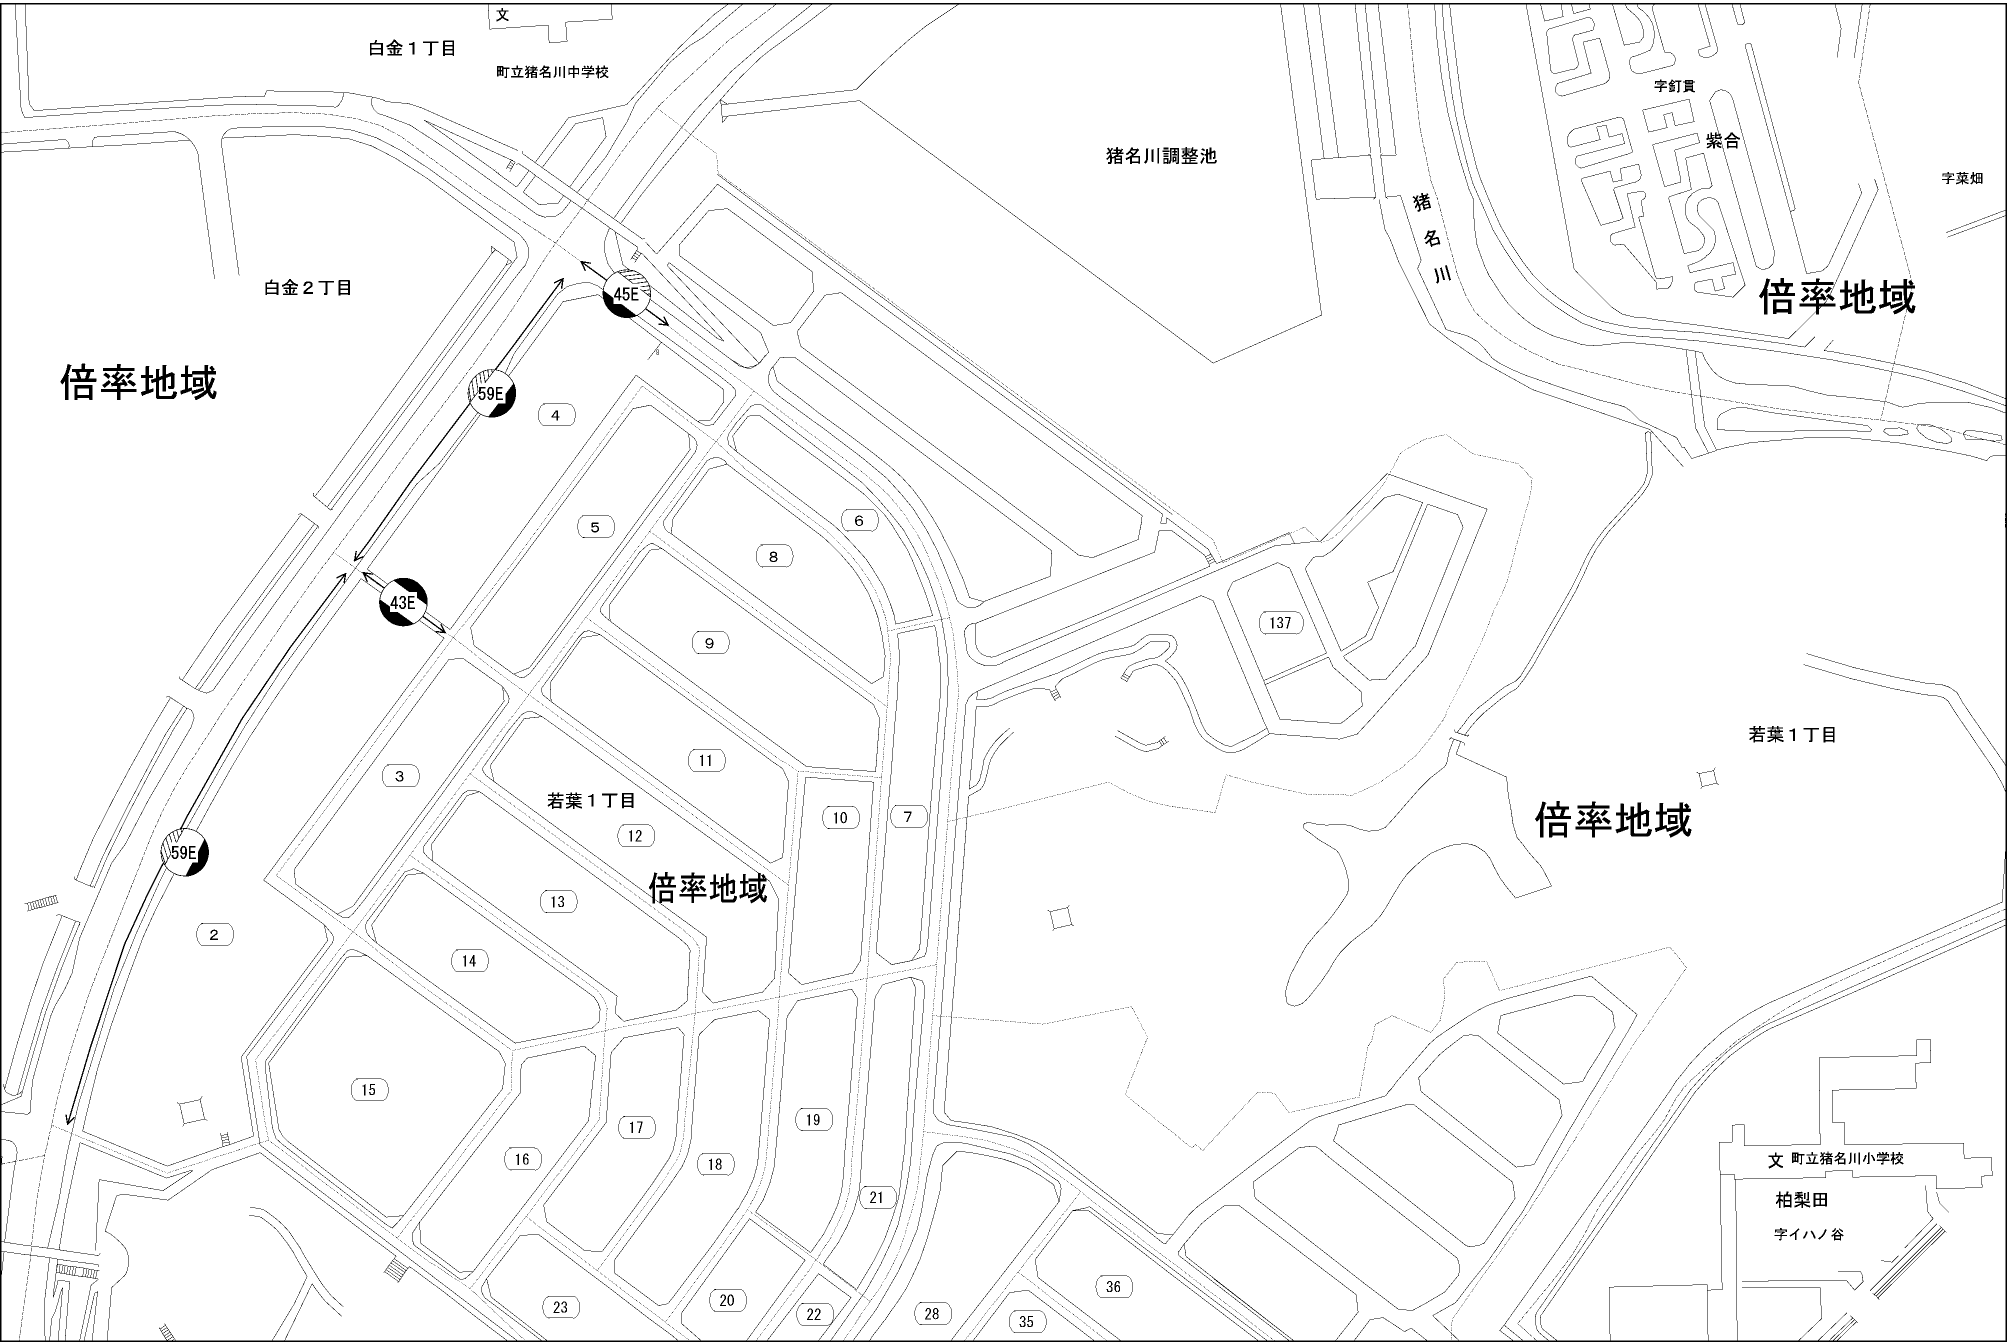 文
白金1丁目
町立猪名川中学校
字釘貫
紫合
猪名川調整池
字菜畑
猪名川
白金2丁目
45E
倍率地域
倍率地域
59E
4
6
5
8
43E
137
9
若葉1丁目
11
3
若葉1丁目
10
7
倍率地域
12
59E
倍率地域
13
2
14
15
19
17
文 町立猪名川小学校
16
18
21
柏梨田
字イハノ谷
36
20
23
22
28
35